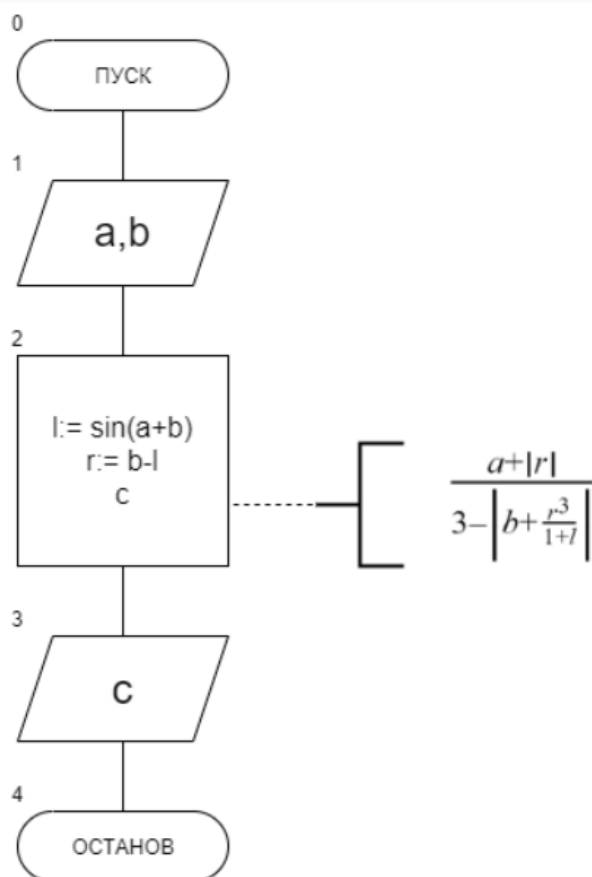 0
ПУСК
1
a,b
2
l:= sin(a+b)
r:= b-l
c
a+|r|
3−|b+r³/1+l|
3
c
4
ОСТАНОВ